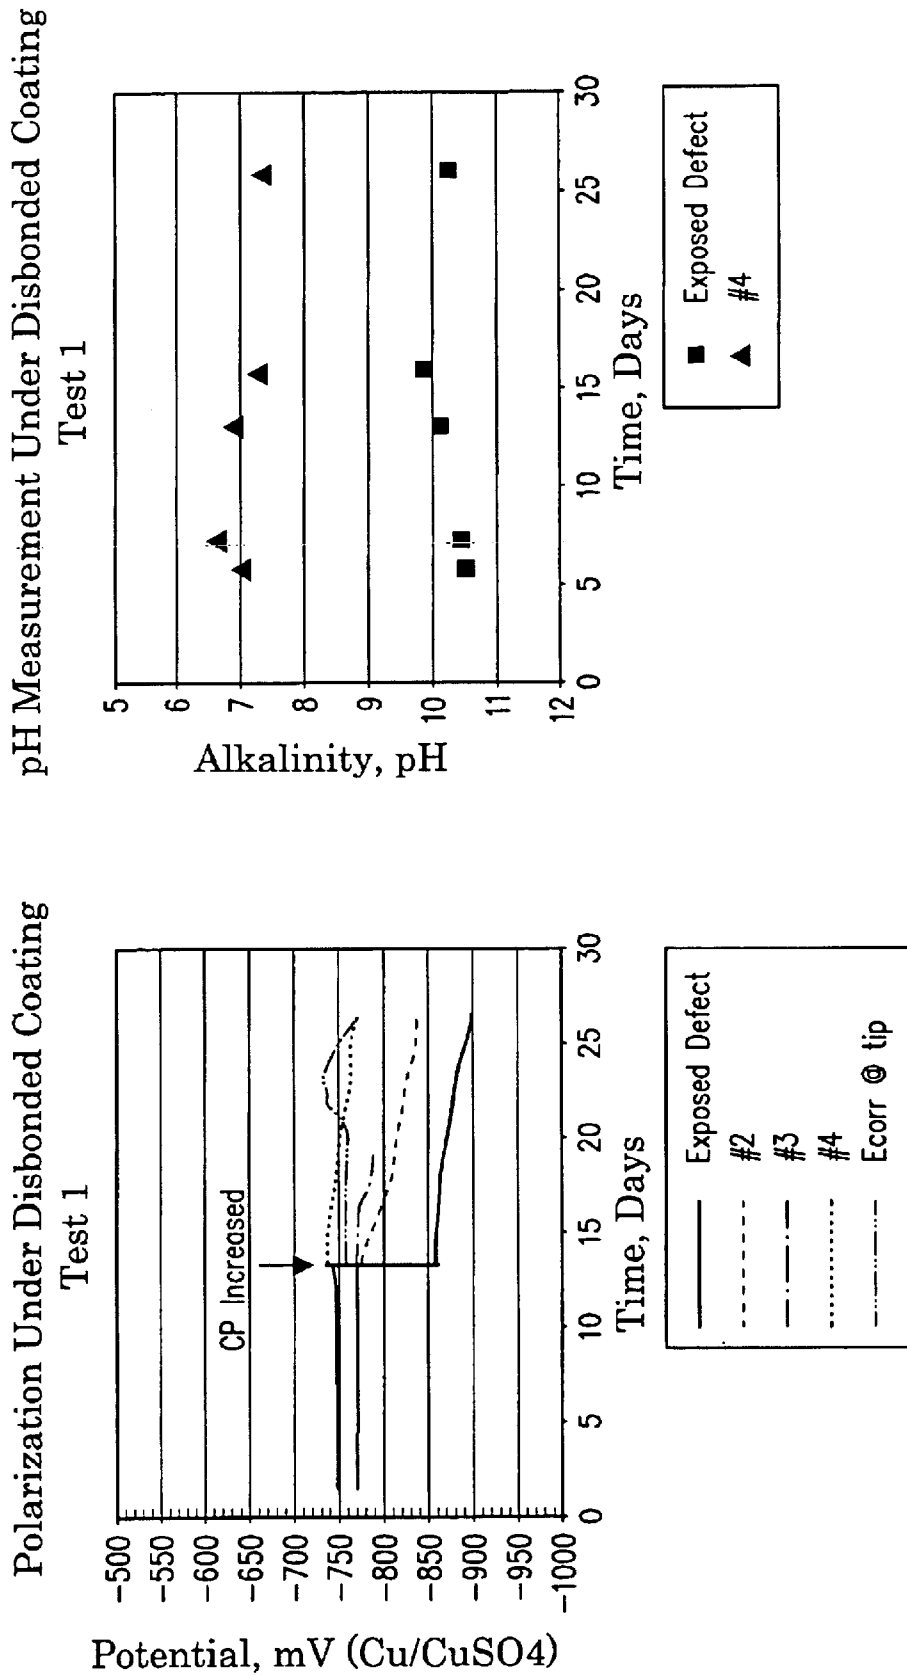 Polarization Under Disbonded Coating
Test 1
Potential, mV (Cu/CuSO4)
-500
-550
-600
-650
-700
-750
-800
-850
-900
-950
-1000
CP Increased
0 5 10 15 20 25 30
Time, Days
Exposed Defect
#2
#3
#4
Ecorr @ tip
pH Measurement Under Disbonded Coating
Test 1
Alkalinity, pH
5
6
7
8
9
10
11
12
0 5 10 15 20 25 30
Time, Days
Exposed Defect
#4